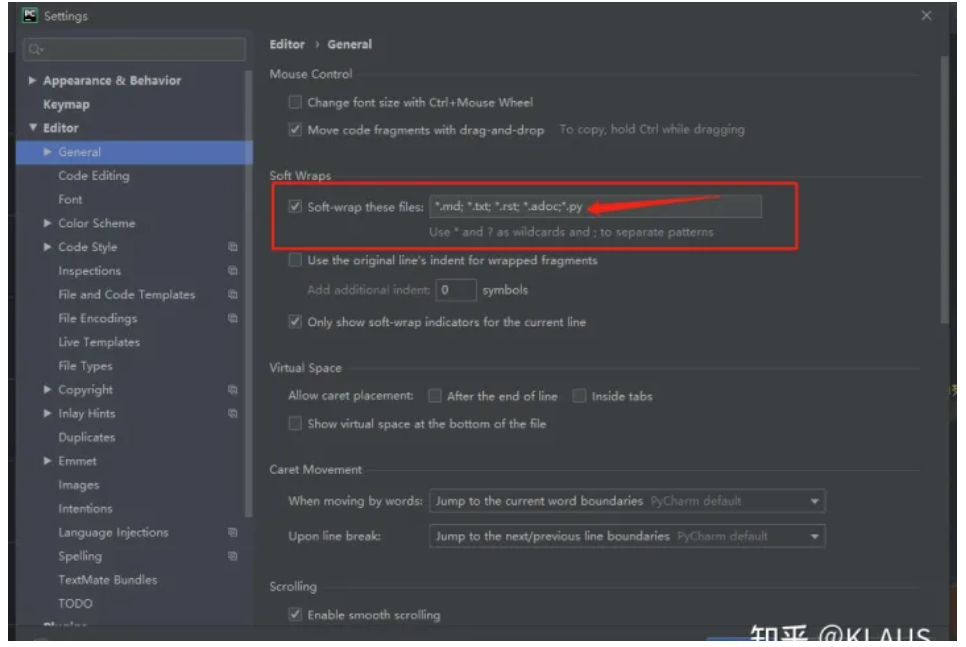 PC Settings
Appearance & Behavior
Keymap
Editor
General
Code Editing
Font
Color Scheme
Code Style
Inspections
File and Code Templates
File Encodings
Live Templates
File Types
Copyright
Inlay Hints
Duplicates
Emmet
Images
Intentions
Language Injections
Spelling
TextMate Bundles
TODO
Plugins
Editor › General
Mouse Control
Change font size with Ctrl+Mouse Wheel
Move code fragments with drag-and-drop To copy, hold Ctrl while dragging
Soft Wraps
Soft-wrap these files: *.md; *.txt; *.rst; *.adoc;*.py
Use * and ? as wildcards and ; to separate patterns
Use the original line's indent for wrapped fragments
Add additional indent: 0 symbols
Only show soft-wrap indicators for the current line
Virtual Space
Allow caret placement: After the end of line Inside tabs
Show virtual space at the bottom of the file
Caret Movement
When moving by words: Jump to the current word boundaries PyCharm default
Upon line break: Jump to the next/previous line boundaries PyCharm default
Scrolling
Enable smooth scrolling
知乎 @KLAUS